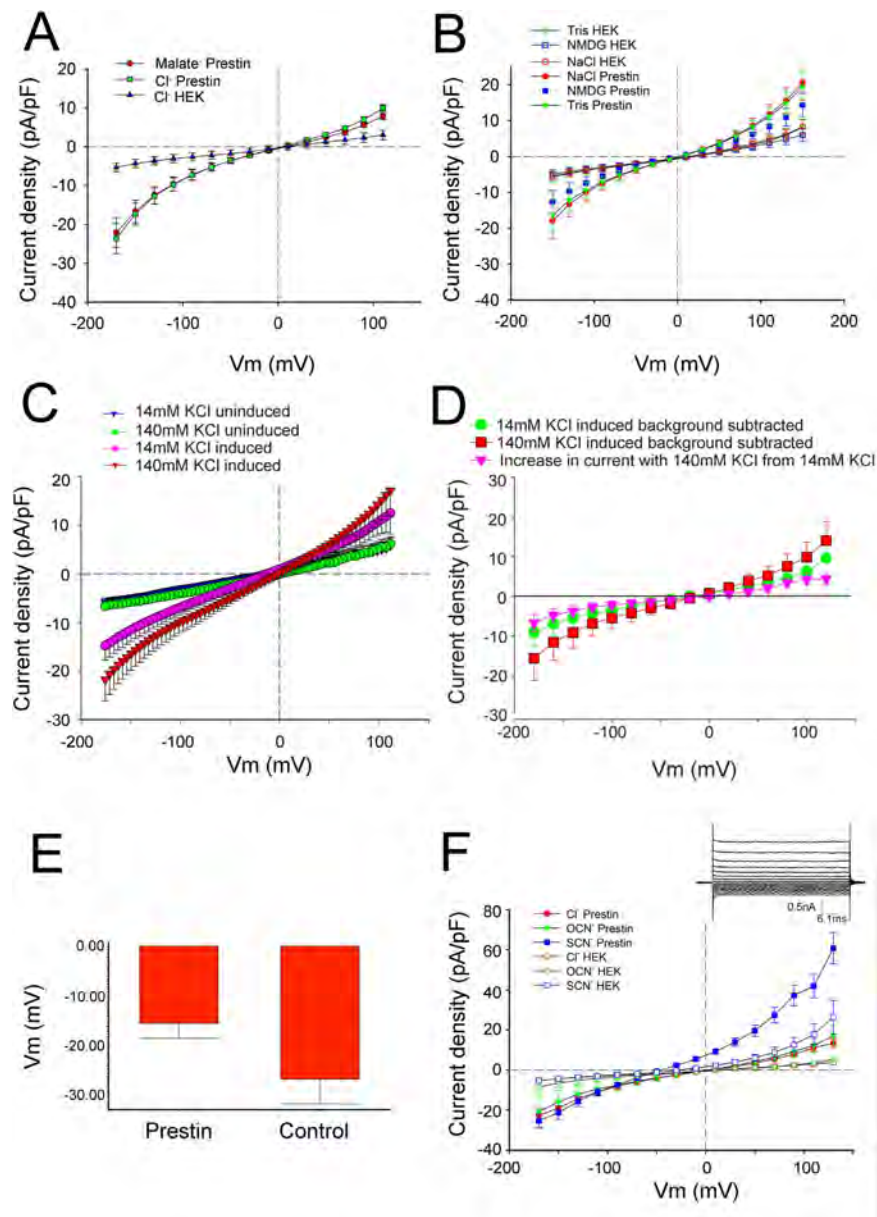 A
Malate⁻ Prestin
Cl⁻ Prestin
Cl⁻ HEK
20
10
0
-10
-20
-30
-40
-200
-100
0
100
Current density (pA/pF)
Vm (mV)
B
Tris HEK
NMDG HEK
NaCl HEK
NaCl Prestin
NMDG Prestin
Tris Prestin
20
10
0
-10
-20
-30
-40
-200
-100
0
100
200
Current density (pA/pF)
Vm (mV)
C
14mM KCl uninduced
140mM KCl uninduced
14mM KCl induced
140mM KCl induced
20
10
0
-10
-20
-30
-200
-100
0
100
Current density (pA/pF)
Vm (mV)
D
14mM KCl induced background subtracted
140mM KCl induced background subtracted
Increase in current with 140mM KCl from 14mM KCl
30
20
10
0
-10
-20
-30
-200
-100
0
100
Current density (pA/pF)
Vm (mV)
E
0.00
-10.00
-20.00
-30.00
Vm (mV)
Prestin
Control
F
0.5nA
6.1ms
Cl⁻ Prestin
OCN⁻ Prestin
SCN⁻ Prestin
Cl⁻ HEK
OCN⁻ HEK
SCN⁻ HEK
80
60
40
20
0
-20
-40
-200
-100
0
100
200
Current density (pA/pF)
Vm (mV)